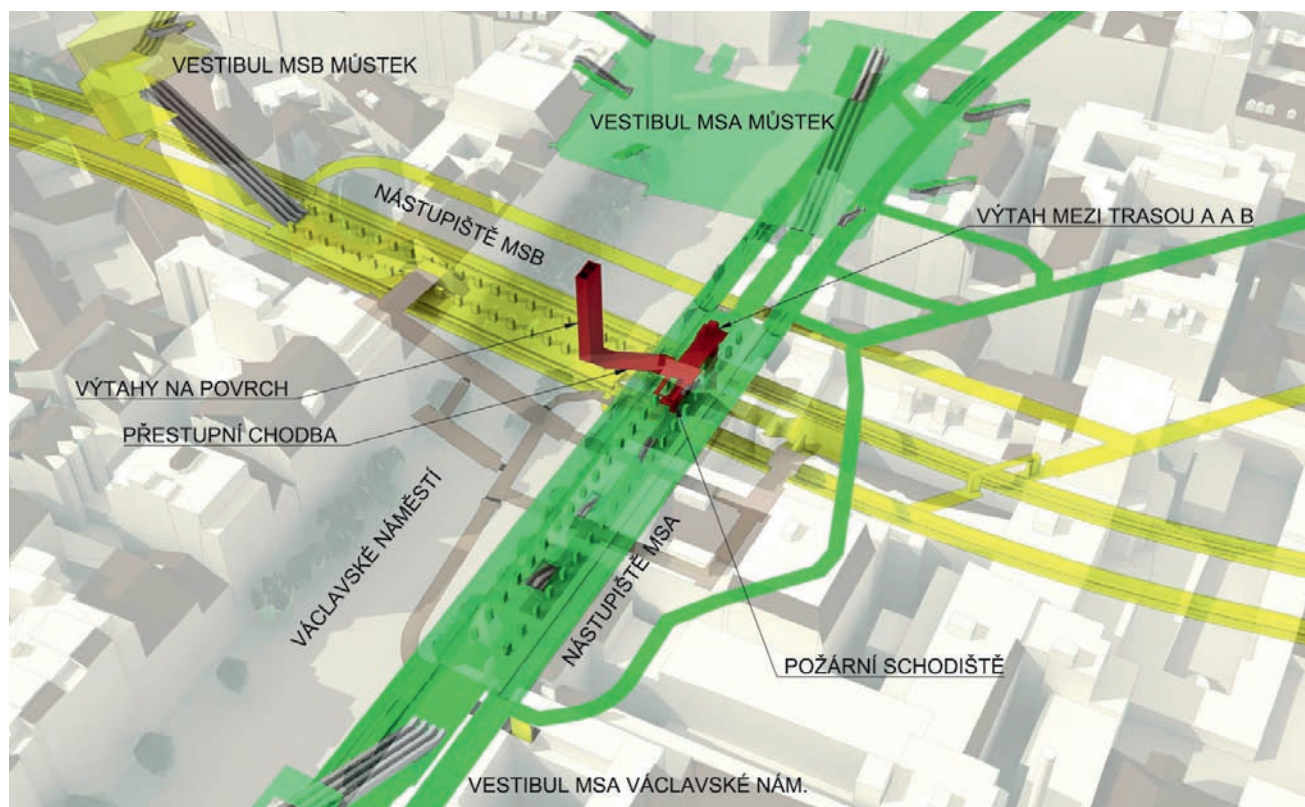 VESTIBUL MSB MŮSTEK
VESTIBUL MSA MŮSTEK
NÁSTUPIŠTĚ MSB
VÝTAH MEZI TRASOU A A B
VÝTAHY NA POVRCH
PŘESTUPNÍ CHODBA
VÁCLAVSKÉ NÁMĚSTÍ
NÁSTUPIŠTĚ MSA
POŽÁRNÍ SCHODIŠTĚ
VESTIBUL MSA VÁCLAVSKÉ NÁM.